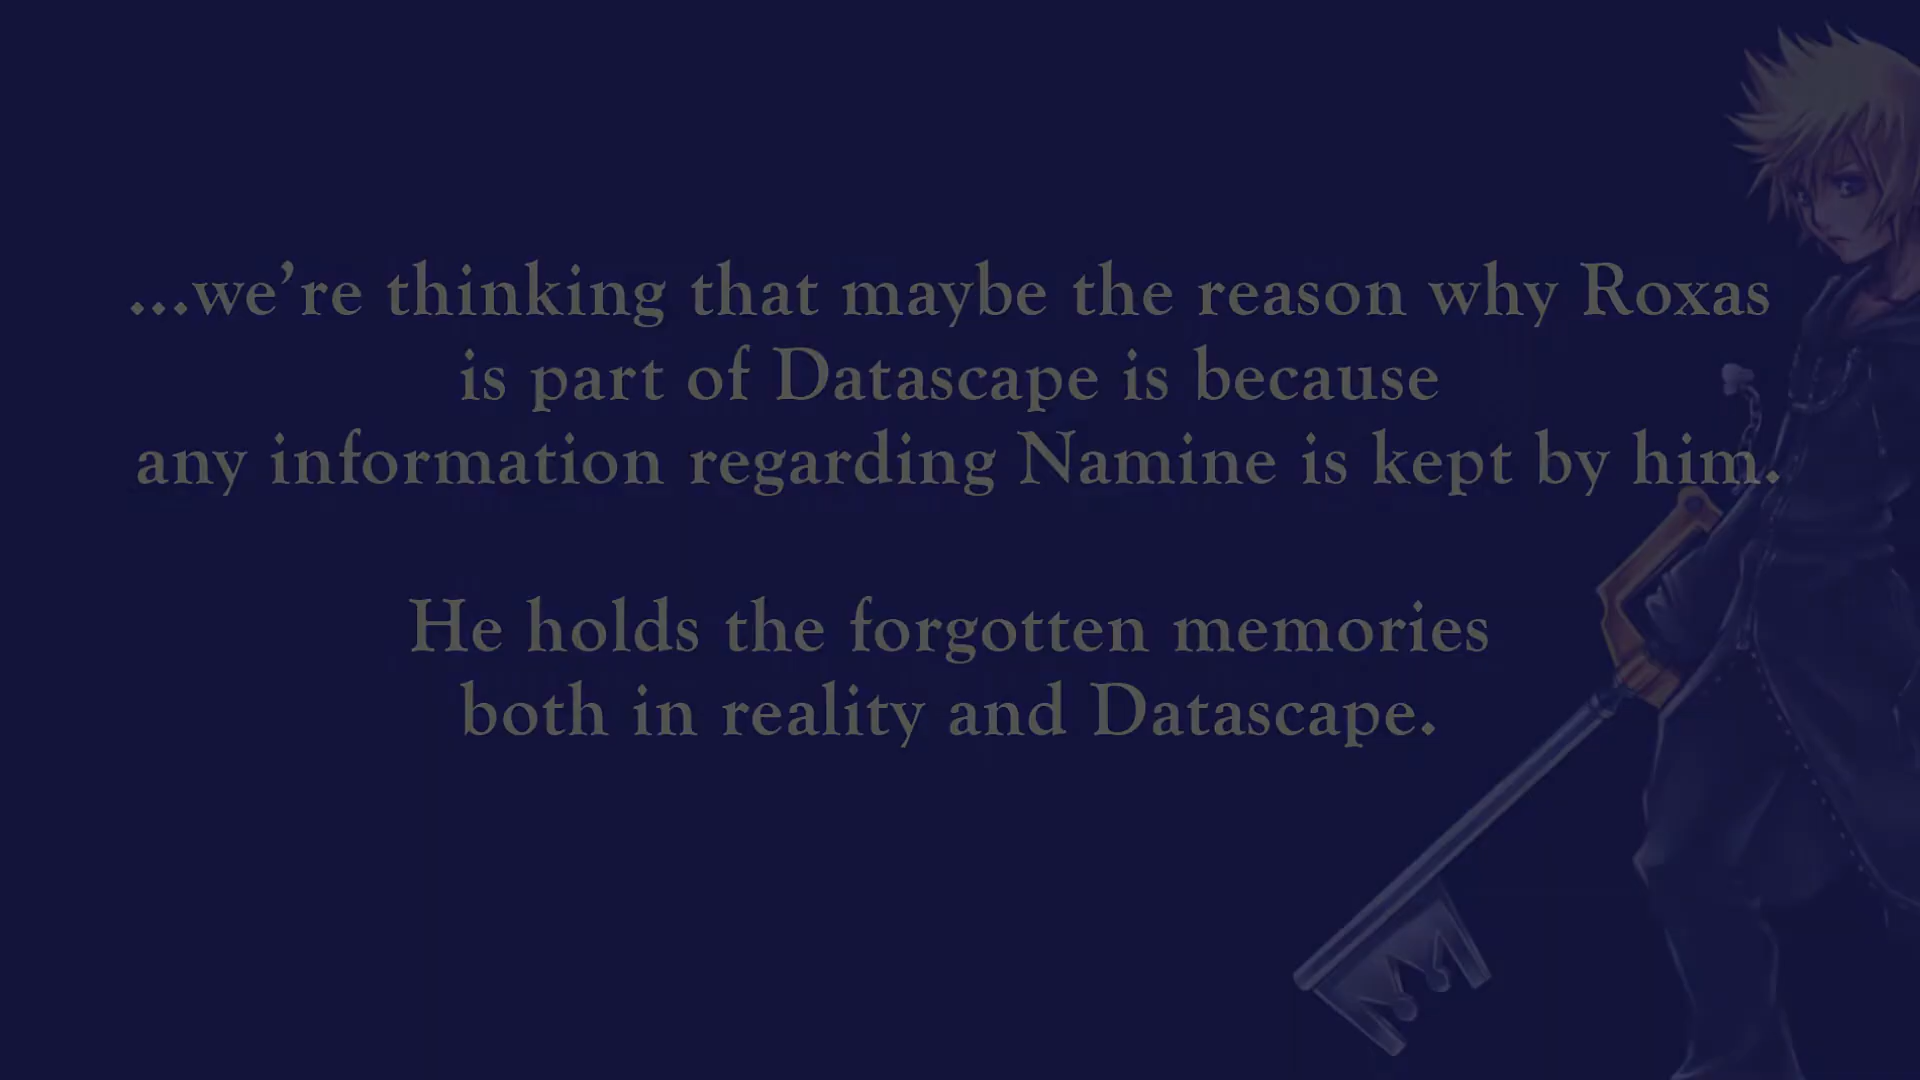 ...we’re thinking that maybe the reason why Roxas
is part of Datascape is because
any information regarding Namine is kept by him.
He holds the forgotten memories
both in reality and Datascape.